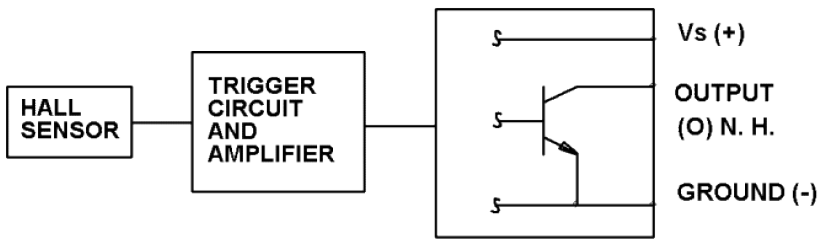 HALL
SENSOR
TRIGGER
CIRCUIT
AND
AMPLIFIER
Vs (+)
OUTPUT
(O) N. H.
GROUND (-)